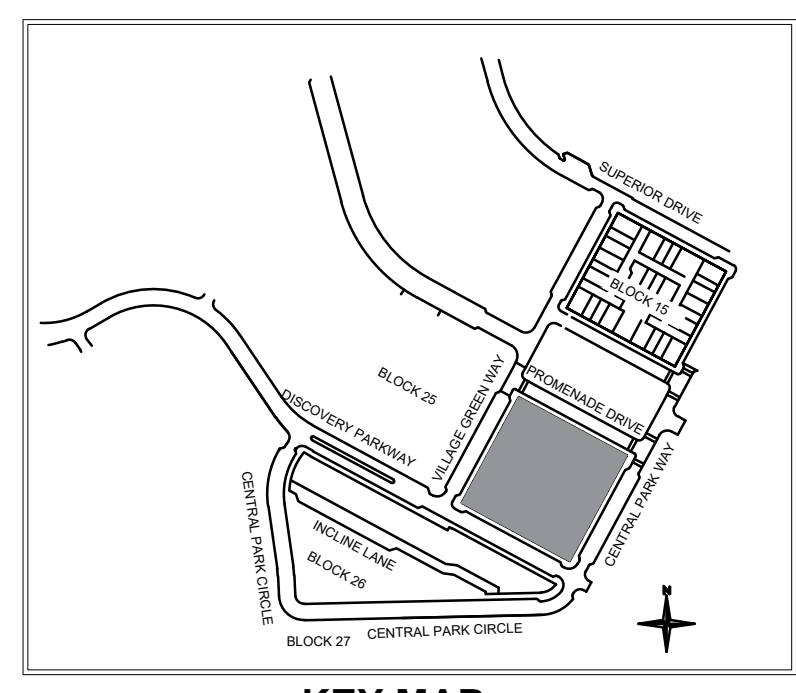 SUPERIOR DRIVE
BLOCK 15
PROMENADE DRIVE
BLOCK 25
VILLAGE GREEN WAY
DISCOVERY PARKWAY
CENTRAL PARK WAY
CENTRAL PARK CIRCLE
INCLINE LANE
BLOCK 26
N
CENTRAL PARK CIRCLE
BLOCK 27
KEY MAP